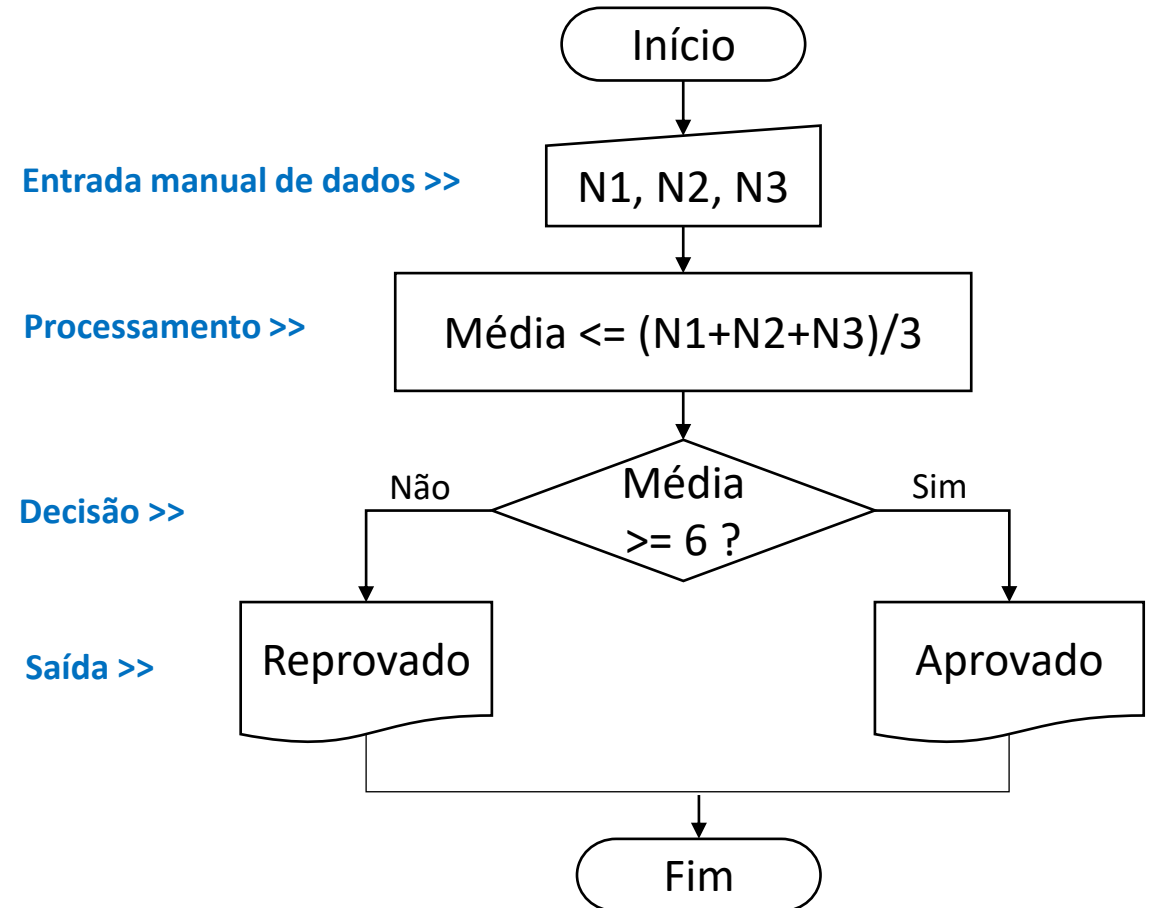 Início
Entrada manual de dados >>
N1, N2, N3
Processamento >>
Média <= (N1+N2+N3)/3
Decisão >>
Não
Média
>= 6 ?
Sim
Saída >>
Reprovado
Aprovado
Fim